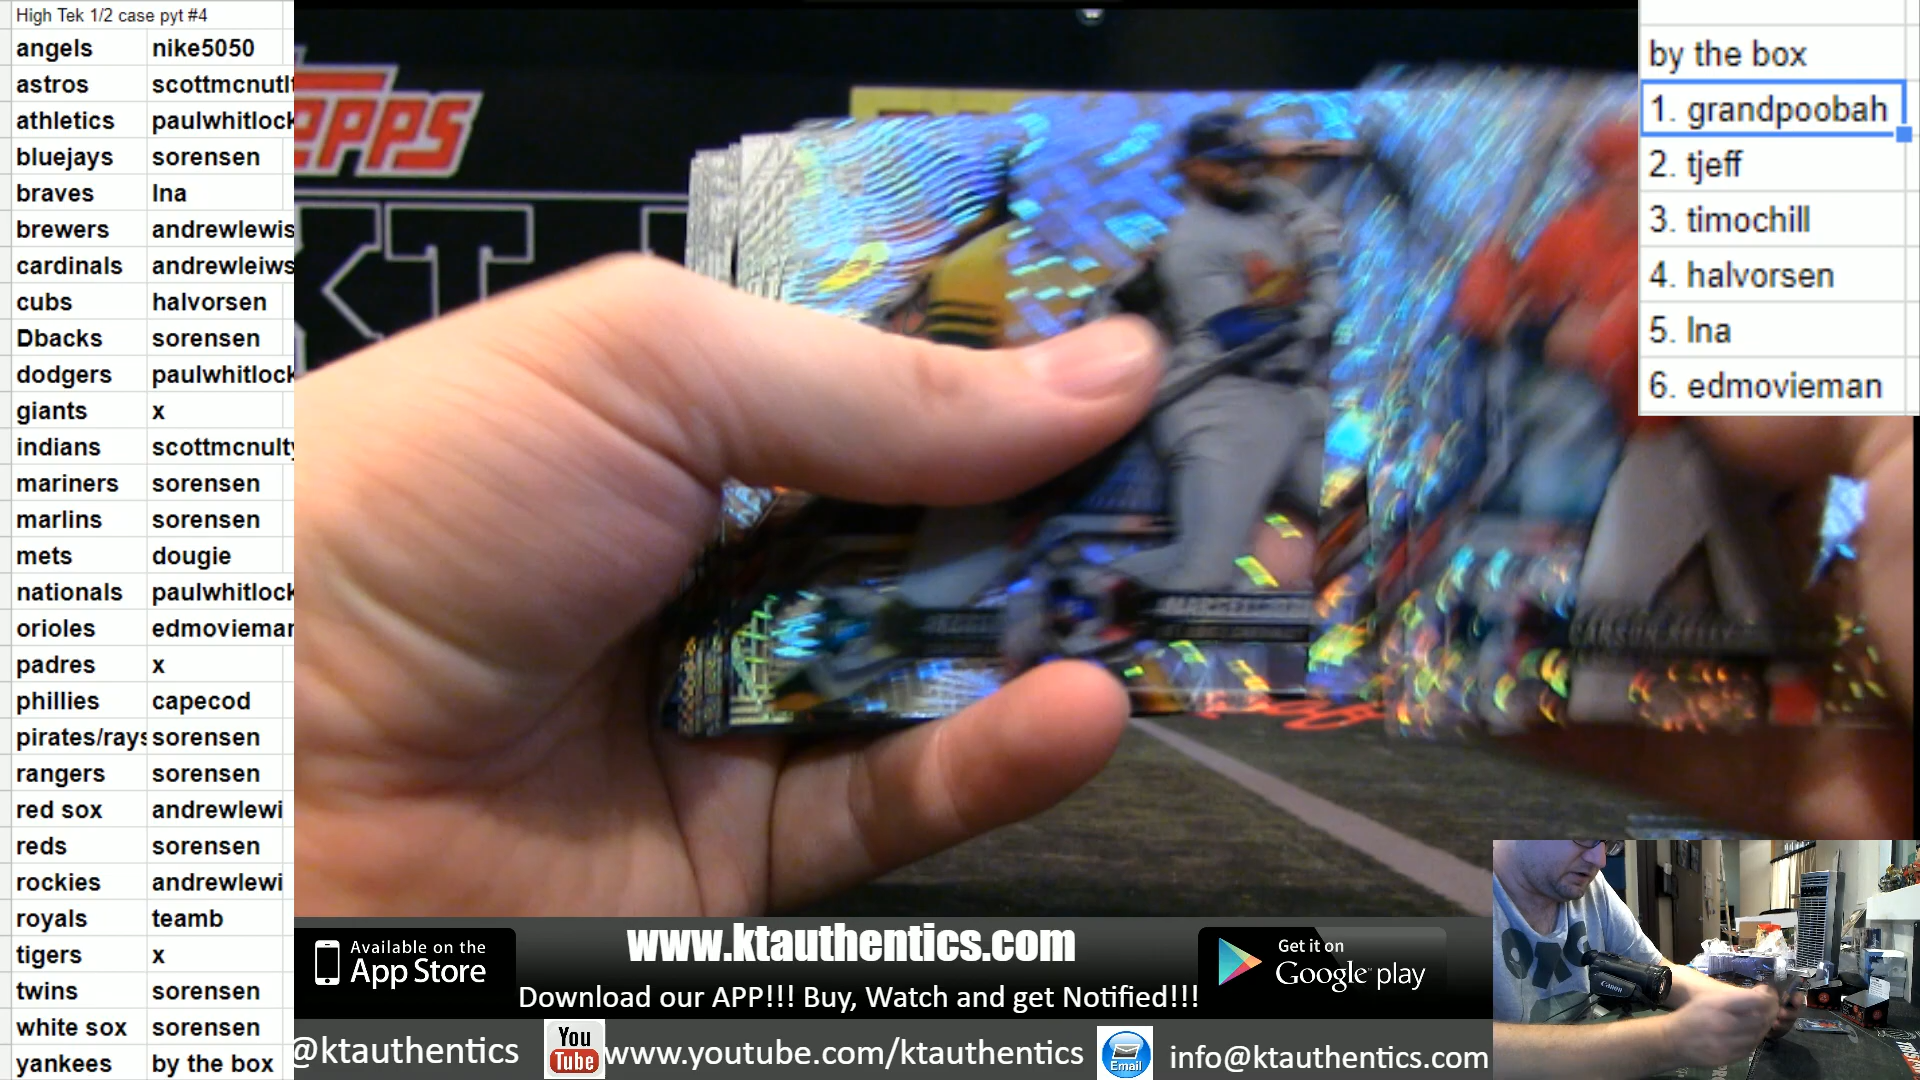 High Tek 1/2 case pyt #4
angels nike5050
astros scottmcnutlt
athletics paulwhitlock
bluejays sorensen
braves lna
brewers andrewlewis
cardinals andrewleiws
cubs halvorsen
Dbacks sorensen
dodgers paulwhitlock
giants x
indians scottmcnulty
mariners sorensen
marlins sorensen
mets dougie
nationals paulwhitlock
orioles edmovieman
padres x
phillies capecod
pirates/rays sorensen
rangers sorensen
red sox andrewlewi
reds sorensen
rockies andrewlewi
royals teamb
tigers x
twins sorensen
white sox sorensen
yankees by the box
by the box
1. grandpoobah
2. tjeff
3. timochill
4. halvorsen
5. lna
6. edmovieman
Available on the
App Store
www.ktauthentics.com
Get it on
Google play
Download our APP!!! Buy, Watch and get Notified!!!
@ktauthentics
You
Tube
www.youtube.com/ktauthentics
Email
info@ktauthentics.com
Canon